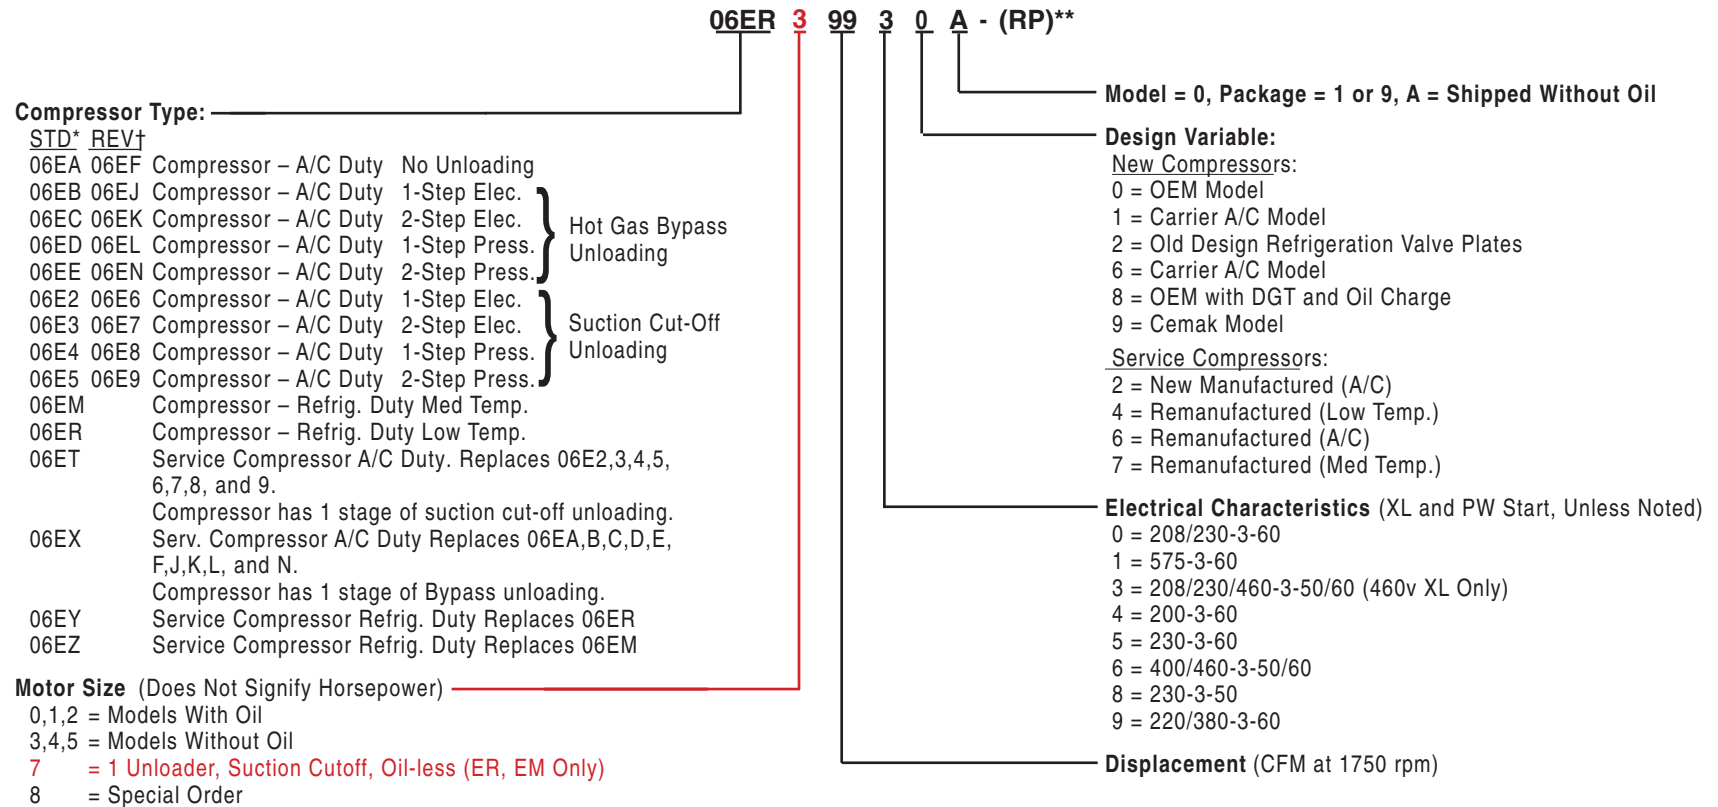 06ER 3 99 3 0 A - (RP)**
Compressor Type:
STD* REV†
06EA 06EF Compressor – A/C Duty No Unloading
06EB 06EJ Compressor – A/C Duty 1-Step Elec.
06EC 06EK Compressor – A/C Duty 2-Step Elec.
06ED 06EL Compressor – A/C Duty 1-Step Press.
06EE 06EN Compressor – A/C Duty 2-Step Press.
Hot Gas Bypass
Unloading
06E2 06E6 Compressor – A/C Duty 1-Step Elec.
06E3 06E7 Compressor – A/C Duty 2-Step Elec.
06E4 06E8 Compressor – A/C Duty 1-Step Press.
06E5 06E9 Compressor – A/C Duty 2-Step Press.
Suction Cut-Off
Unloading
06EM Compressor – Refrig. Duty Med Temp.
06ER Compressor – Refrig. Duty Low Temp.
06ET Service Compressor A/C Duty. Replaces 06E2,3,4,5,
6,7,8, and 9.
Compressor has 1 stage of suction cut-off unloading.
06EX Serv. Compressor A/C Duty Replaces 06EA,B,C,D,E,
F,J,K,L, and N.
Compressor has 1 stage of Bypass unloading.
06EY Service Compressor Refrig. Duty Replaces 06ER
06EZ Service Compressor Refrig. Duty Replaces 06EM
Motor Size (Does Not Signify Horsepower)
0,1,2 = Models With Oil
3,4,5 = Models Without Oil
7 = 1 Unloader, Suction Cutoff, Oil-less (ER, EM Only)
8 = Special Order
Model = 0, Package = 1 or 9, A = Shipped Without Oil
Design Variable:
New Compressors:
0 = OEM Model
1 = Carrier A/C Model
2 = Old Design Refrigeration Valve Plates
6 = Carrier A/C Model
8 = OEM with DGT and Oil Charge
9 = Cemak Model
Service Compressors:
2 = New Manufactured (A/C)
4 = Remanufactured (Low Temp.)
6 = Remanufactured (A/C)
7 = Remanufactured (Med Temp.)
Electrical Characteristics (XL and PW Start, Unless Noted)
0 = 208/230-3-60
1 = 575-3-60
3 = 208/230/460-3-50/60 (460v XL Only)
4 = 200-3-60
5 = 230-3-60
6 = 400/460-3-50/60
8 = 230-3-50
9 = 220/380-3-60
Displacement (CFM at 1750 rpm)